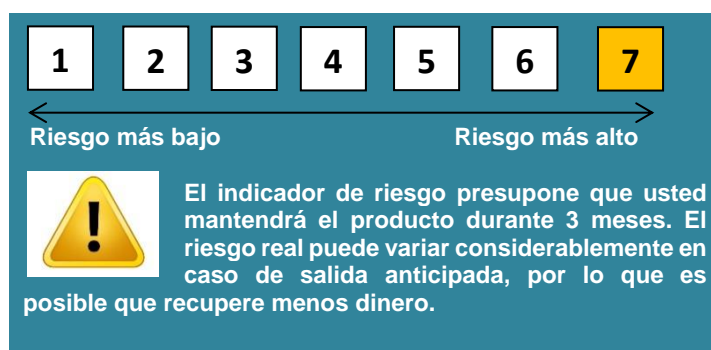 1 2 3 4 5 6 7
Riesgo más bajo Riesgo más alto
El indicador de riesgo presupone que usted
mantendrá el producto durante 3 meses. El
riesgo real puede variar considerablemente en
caso de salida anticipada, por lo que es
posible que recupere menos dinero.